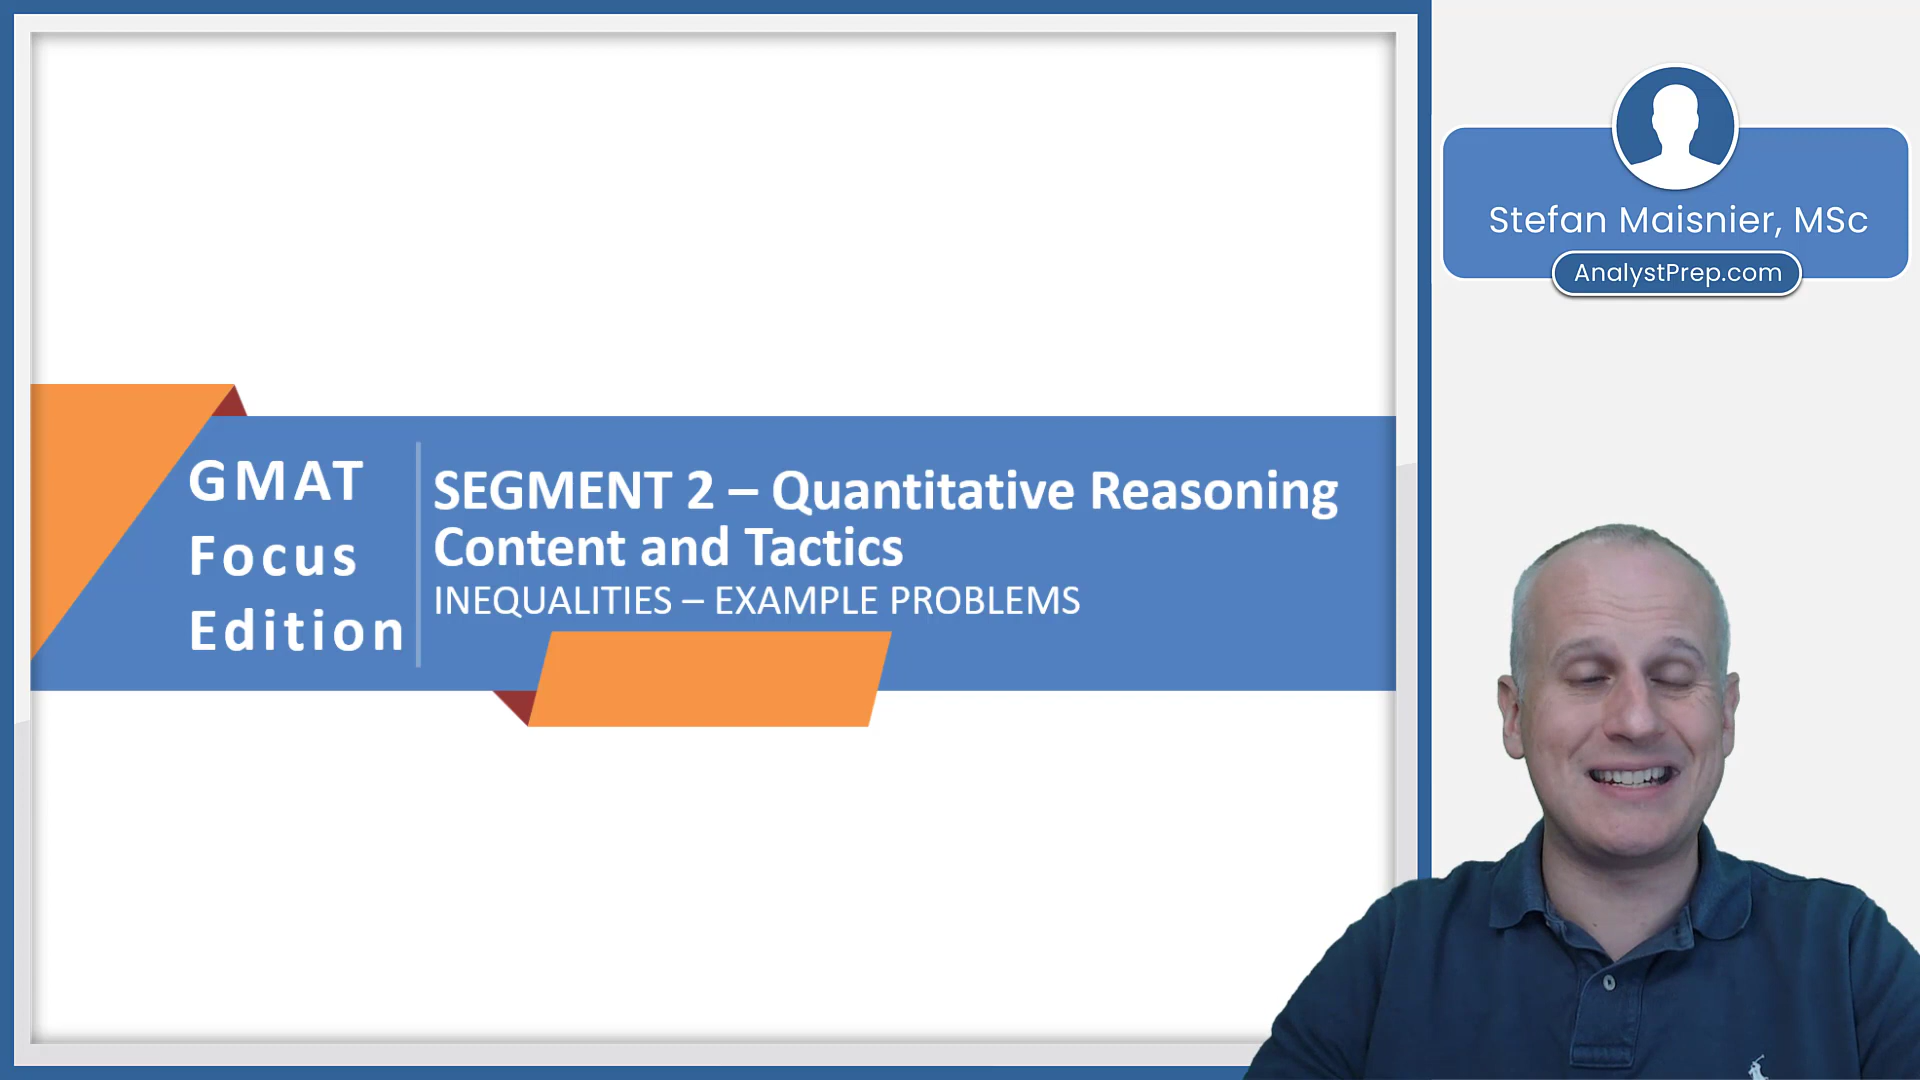 GMAT
Focus
Edition
SEGMENT 2 – Quantitative Reasoning
Content and Tactics
INEQUALITIES – EXAMPLE PROBLEMS
Stefan Maisnier, MSc
AnalystPrep.com